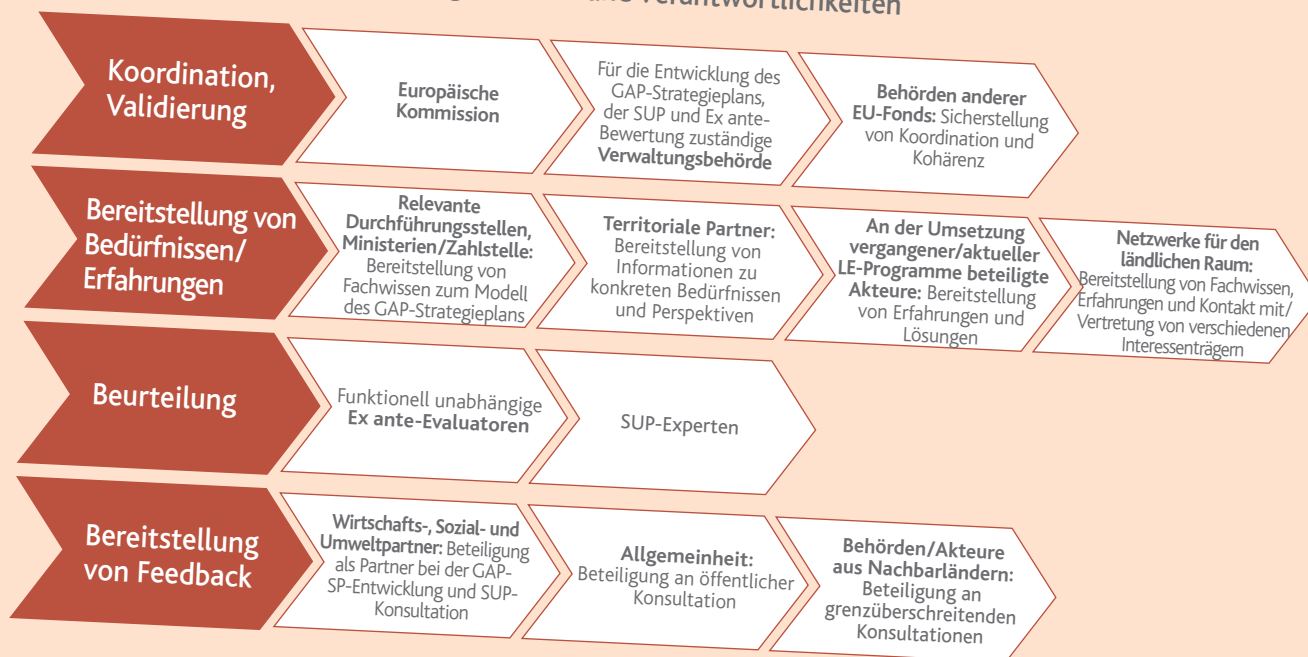 und Verantwortlichkeiten
Koordination,
Validierung
Europäische
Kommission
Für die Entwicklung des
GAP-Strategieplans,
der SUP und Ex ante-
Bewertung zuständige
Verwaltungsbehörde
Behörden anderer
EU-Fonds: Sicherstellung
von Koordination und
Kohärenz
Bereitstellung von
Bedürfnissen/
Erfahrungen
Relevante
Durchführungsstellen,
Ministerien/Zahlstelle:
Bereitstellung von
Fachwissen zum Modell
des GAP-Strategieplans
Territoriale Partner:
Bereitstellung von
Informationen zu
konkreten Bedürfnissen
und Perspektiven
An der Umsetzung
vergangener/aktueller
LE-Programme beteiligte
Akteure: Bereitstellung
von Erfahrungen und
Lösungen
Netzwerke für den
ländlichen Raum:
Bereitstellung von Fachwissen,
Erfahrungen und Kontakt mit/
Vertretung von verschiedenen
Interessenträgern
Beurteilung
Funktionell unabhängige
Ex ante-Evaluatoren
SUP-Experten
Bereitstellung
von Feedback
Wirtschafts-, Sozial- und
Umweltpartner: Beteiligung
als Partner bei der GAP-
SP-Entwicklung und SUP-
Konsultation
Allgemeinheit:
Beteiligung an öffentlicher
Konsultation
Behörden/Akteure
aus Nachbarländern:
Beteiligung an
grenzüberschreitenden
Konsultationen